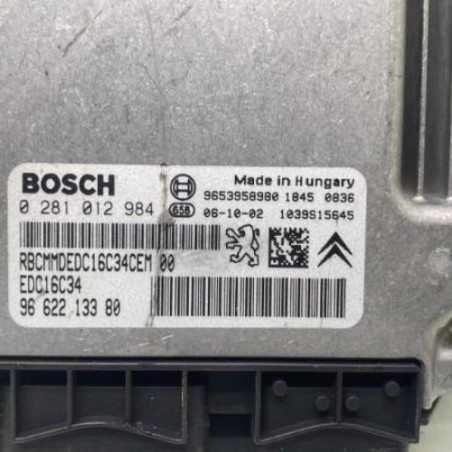 BOSCH
Made in Hungary
9653958980 1845 0836
0 281 012 984
658
06-10-02 1039S15645
RBCMMDEDC16C34CEM 00
EDC16C34
96 622 133 80